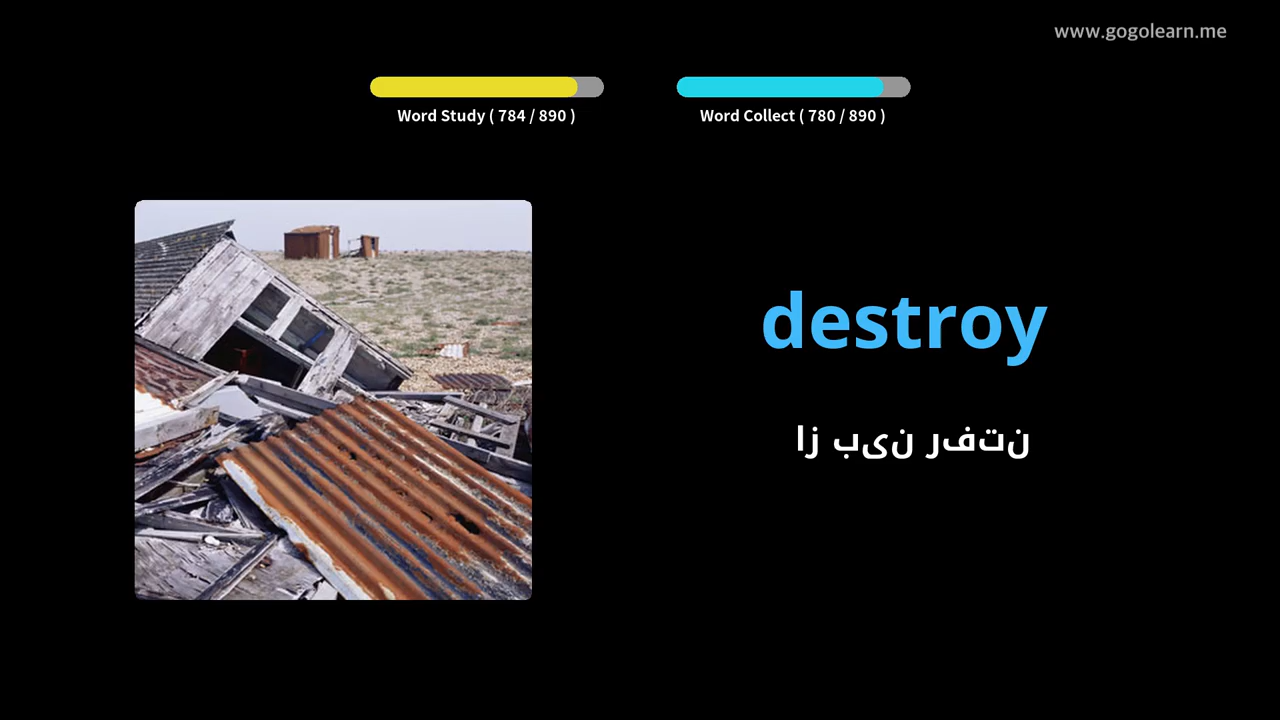 www.gogolearn.me
Word Study ( 784 / 890 )
Word Collect ( 780 / 890 )
destroy
از بین رفتن